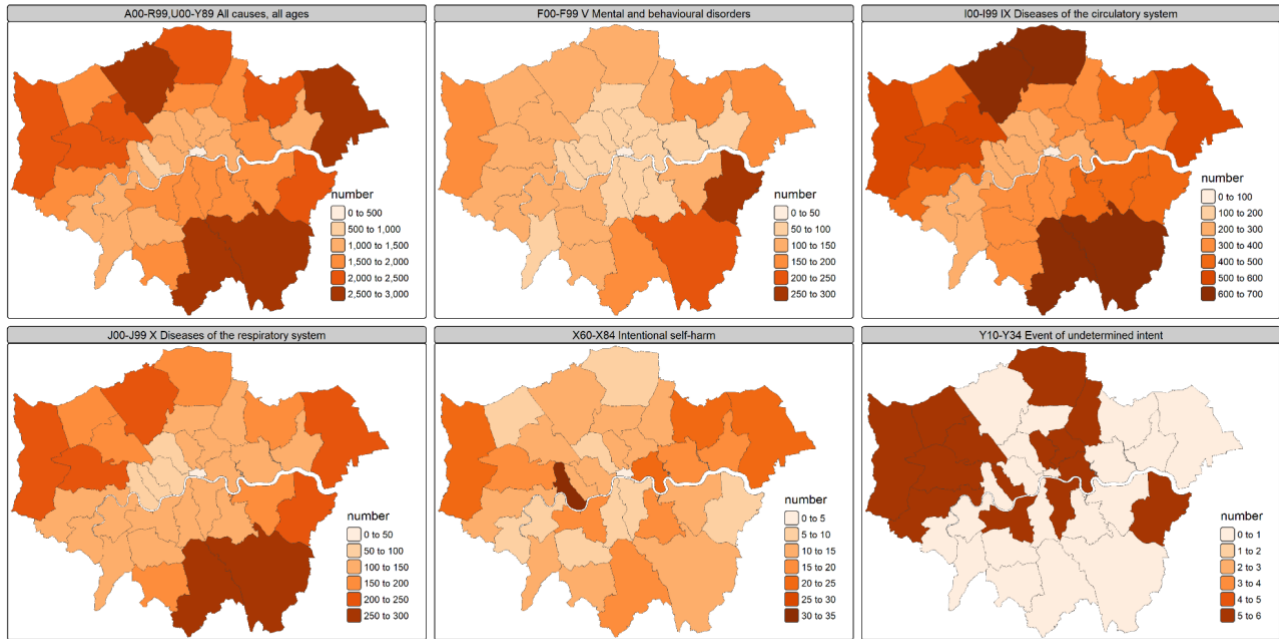 A00-R99,U00-Y89 All causes, all ages
number
0 to 500
500 to 1,000
1,000 to 1,500
1,500 to 2,000
2,000 to 2,500
2,500 to 3,000
F00-F99 V Mental and behavioural disorders
number
0 to 50
50 to 100
100 to 150
150 to 200
200 to 250
250 to 300
I00-I99 IX Diseases of the circulatory system
number
0 to 100
100 to 200
200 to 300
300 to 400
400 to 500
500 to 600
600 to 700
J00-J99 X Diseases of the respiratory system
number
0 to 50
50 to 100
100 to 150
150 to 200
200 to 250
250 to 300
X60-X84 Intentional self-harm
number
0 to 5
5 to 10
10 to 15
15 to 20
20 to 25
25 to 30
30 to 35
Y10-Y34 Event of undetermined intent
number
0 to 1
1 to 2
2 to 3
3 to 4
4 to 5
5 to 6